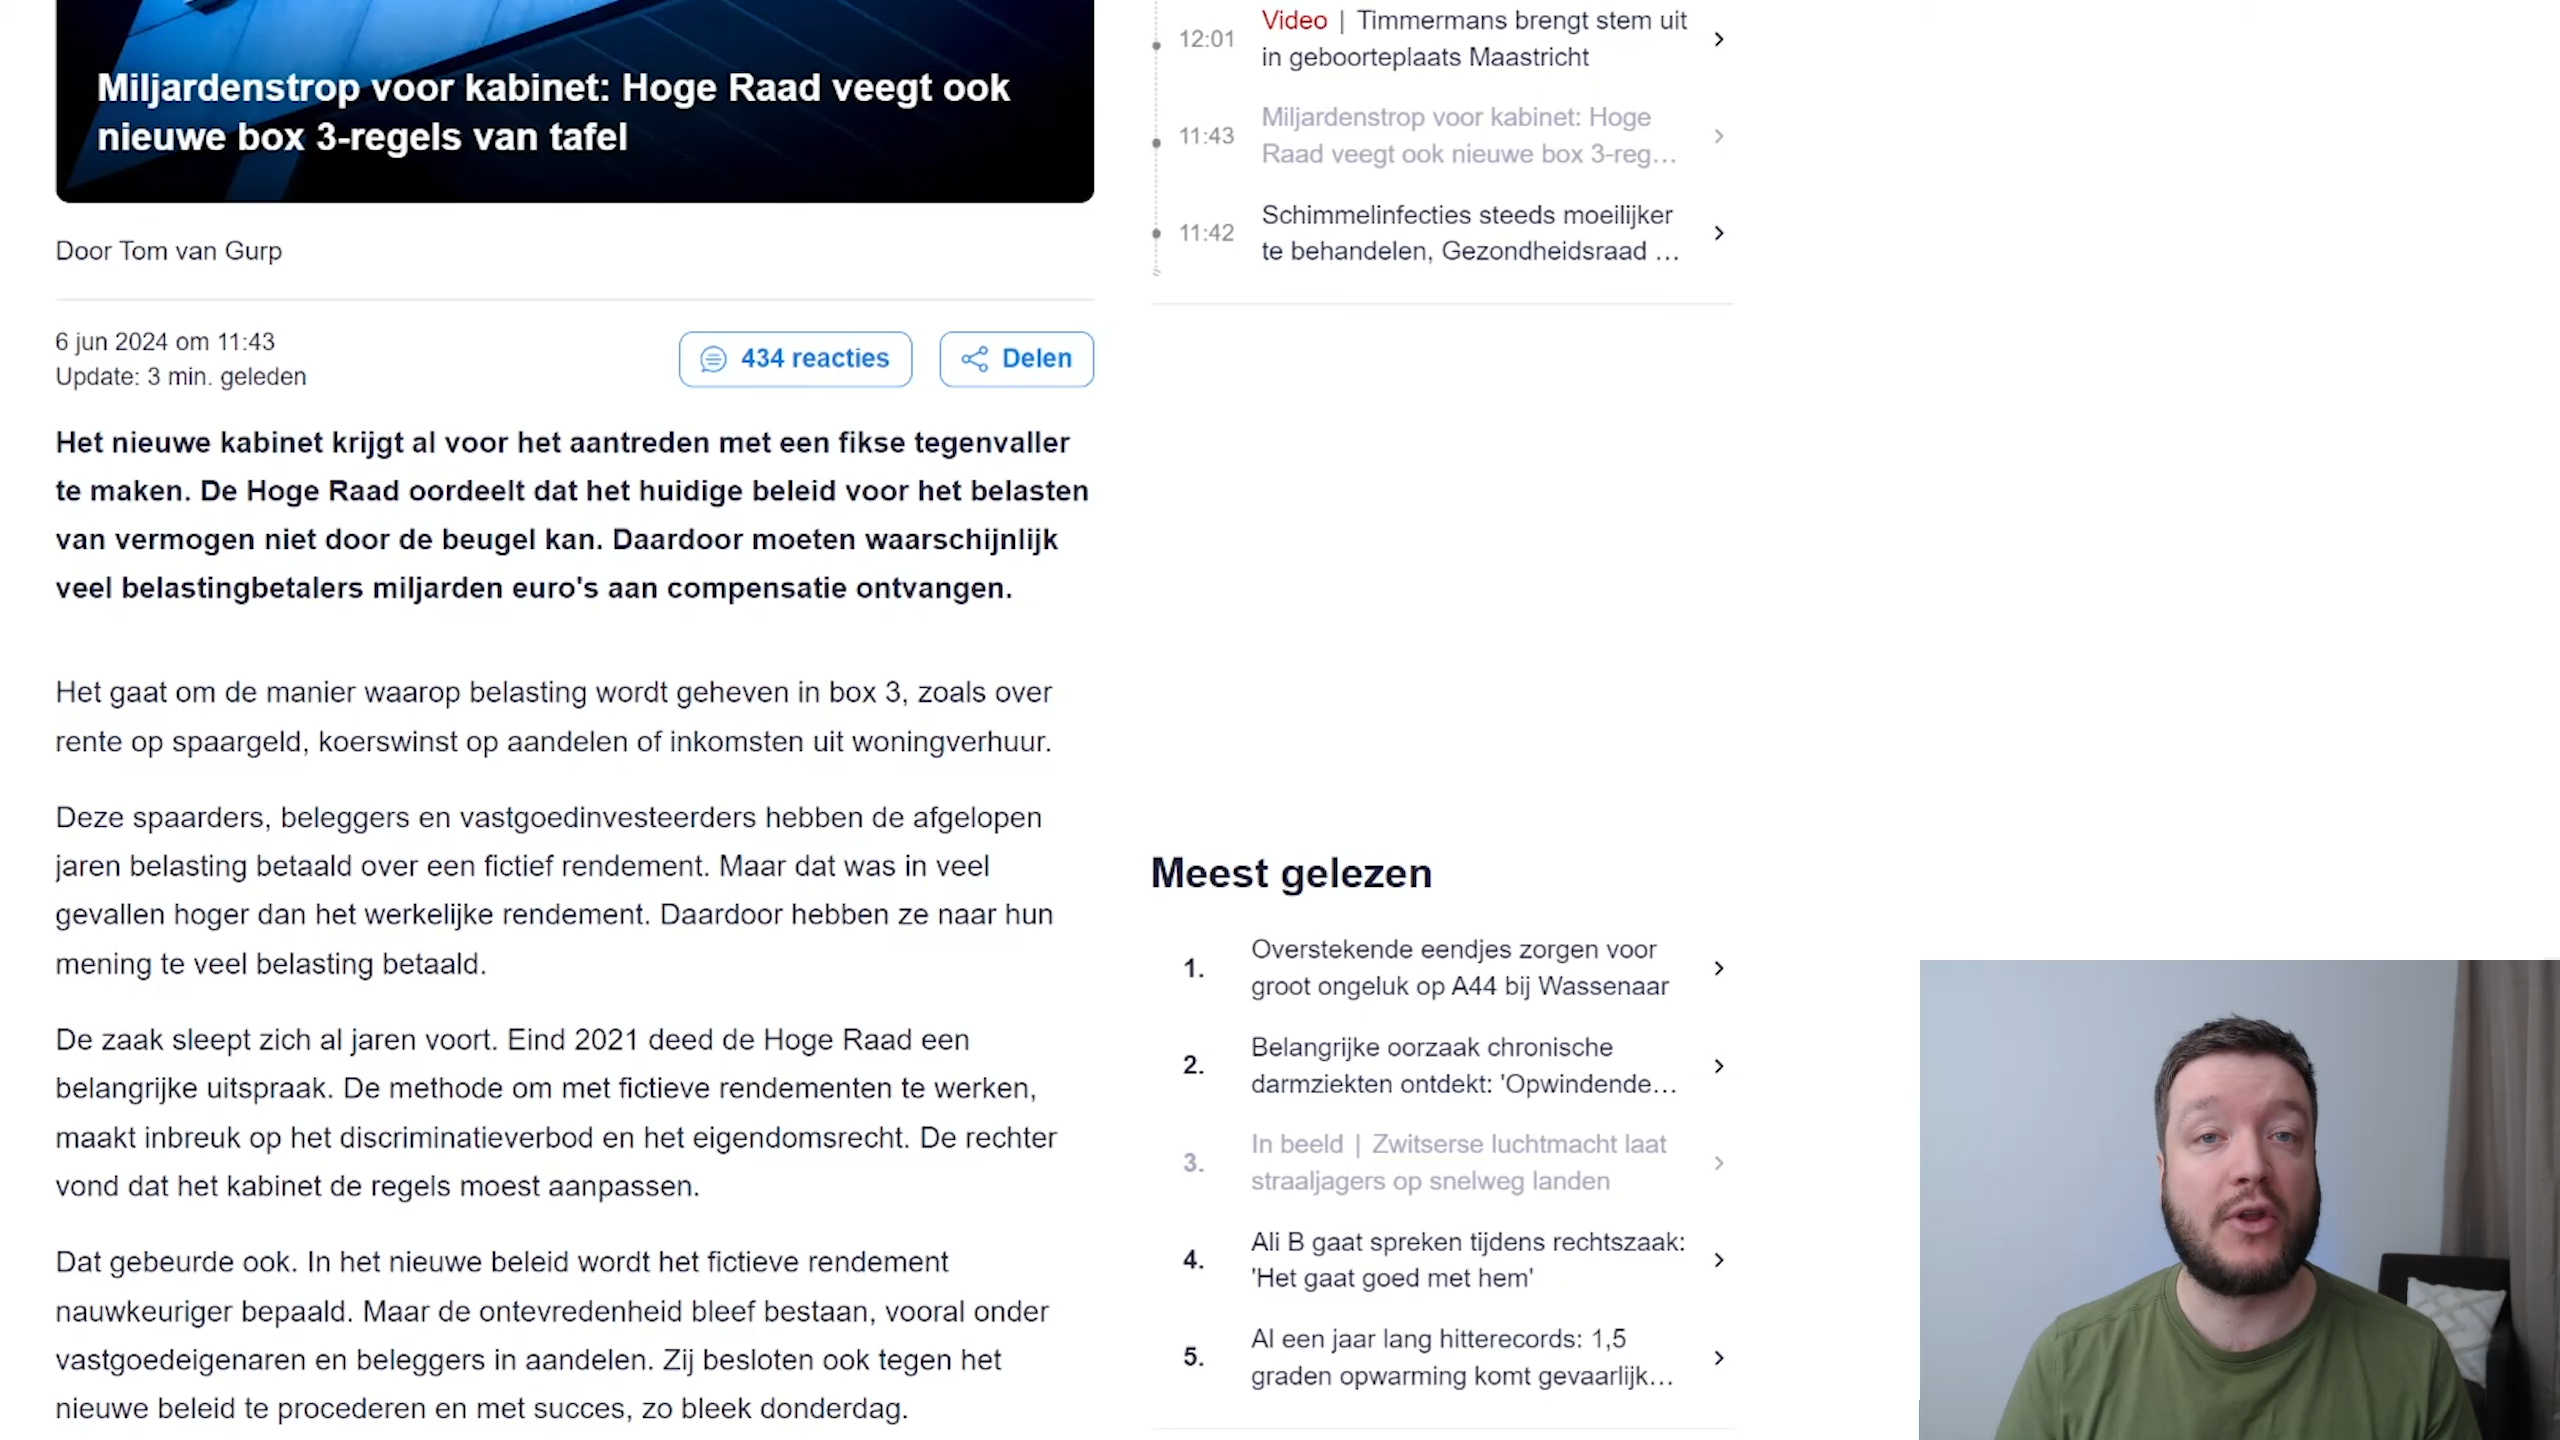 Miljardenstrop voor kabinet: Hoge Raad veegt ook
nieuwe box 3-regels van tafel
Door Tom van Gurp
6 jun 2024 om 11:43
Update: 3 min. geleden
434 reacties
Delen
Het nieuwe kabinet krijgt al voor het aantreden met een fikse tegenvaller
te maken. De Hoge Raad oordeelt dat het huidige beleid voor het belasten
van vermogen niet door de beugel kan. Daardoor moeten waarschijnlijk
veel belastingbetalers miljarden euro's aan compensatie ontvangen.
Het gaat om de manier waarop belasting wordt geheven in box 3, zoals over
rente op spaargeld, koerswinst op aandelen of inkomsten uit woningverhuur.
Deze spaarders, beleggers en vastgoedinvesteerders hebben de afgelopen
jaren belasting betaald over een fictief rendement. Maar dat was in veel
gevallen hoger dan het werkelijke rendement. Daardoor hebben ze naar hun
mening te veel belasting betaald.
De zaak sleept zich al jaren voort. Eind 2021 deed de Hoge Raad een
belangrijke uitspraak. De methode om met fictieve rendementen te werken,
maakt inbreuk op het discriminatieverbod en het eigendomsrecht. De rechter
vond dat het kabinet de regels moest aanpassen.
Dat gebeurde ook. In het nieuwe beleid wordt het fictieve rendement
nauwkeuriger bepaald. Maar de ontevredenheid bleef bestaan, vooral onder
vastgoedeigenaren en beleggers in aandelen. Zij besloten ook tegen het
nieuwe beleid te procederen en met succes, zo bleek donderdag.
12:01
Video | Timmermans brengt stem uit
in geboorteplaats Maastricht
11:43
Miljardenstrop voor kabinet: Hoge
Raad veegt ook nieuwe box 3-reg...
11:42
Schimmelinfecties steeds moeilijker
te behandelen, Gezondheidsraad ...
Meest gelezen
1.
Overstekende eendjes zorgen voor
groot ongeluk op A44 bij Wassenaar
2.
Belangrijke oorzaak chronische
darmziekten ontdekt: 'Opwindende...
3.
In beeld | Zwitserse luchtmacht laat
straaljagers op snelweg landen
4.
Ali B gaat spreken tijdens rechtszaak:
'Het gaat goed met hem'
5.
Al een jaar lang hitterecords: 1,5
graden opwarming komt gevaarlijk...